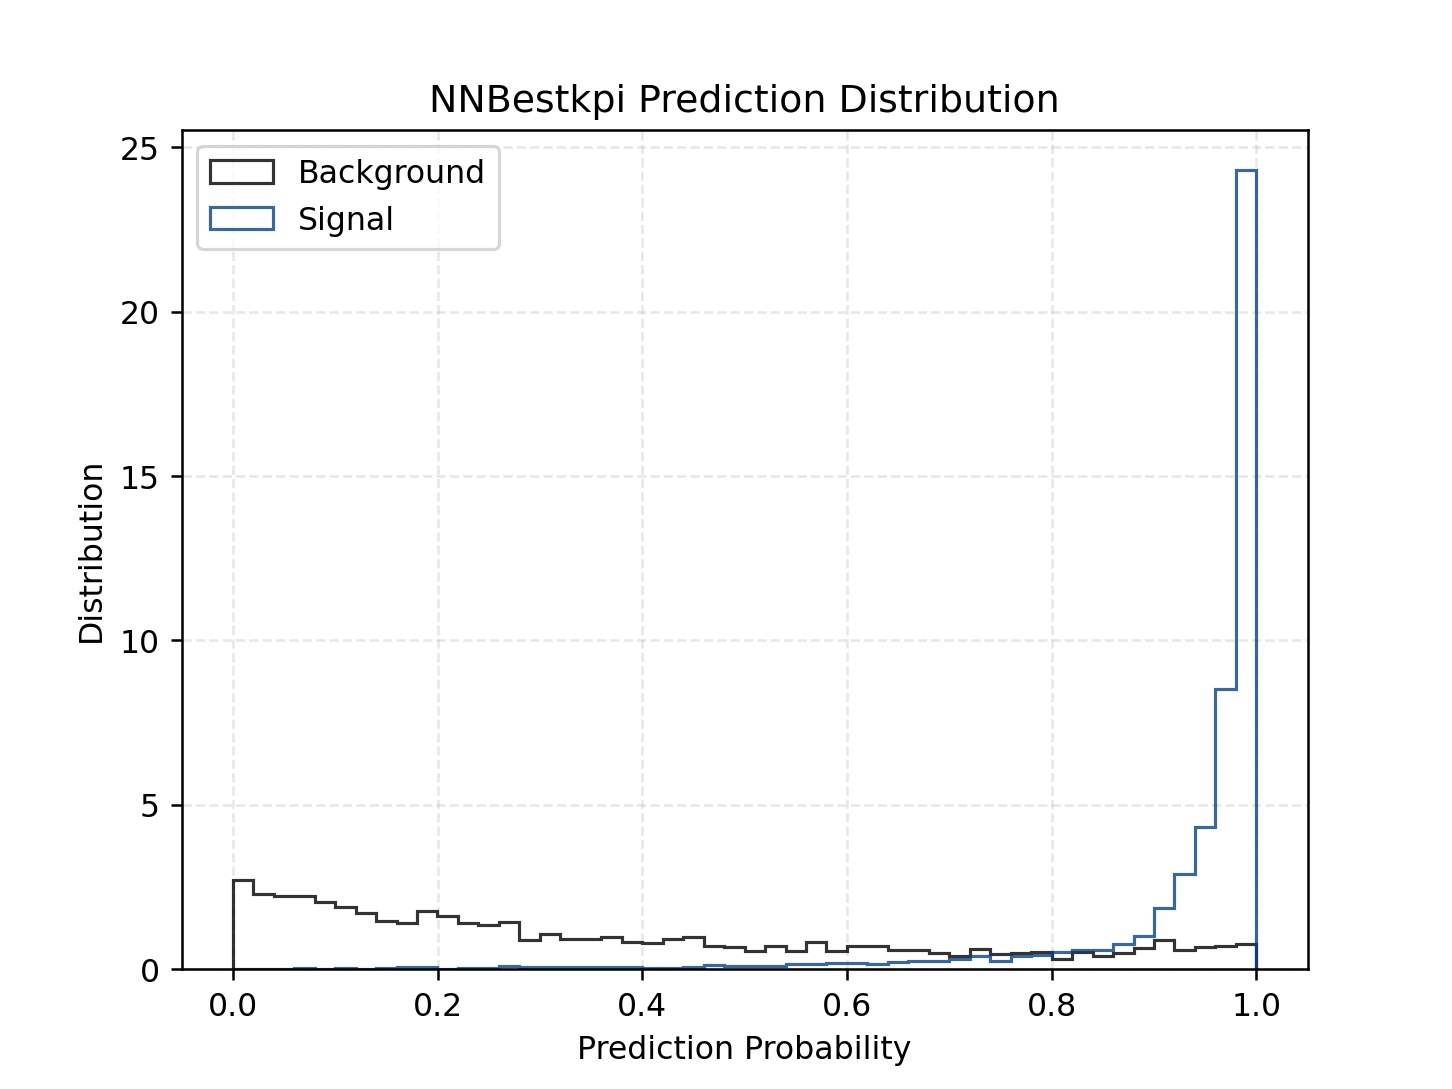 NNBestkpi Prediction Distribution
Background
Signal
25
20
15
10
5
0
Distribution
0.0 0.2 0.4 0.6 0.8 1.0
Prediction Probability